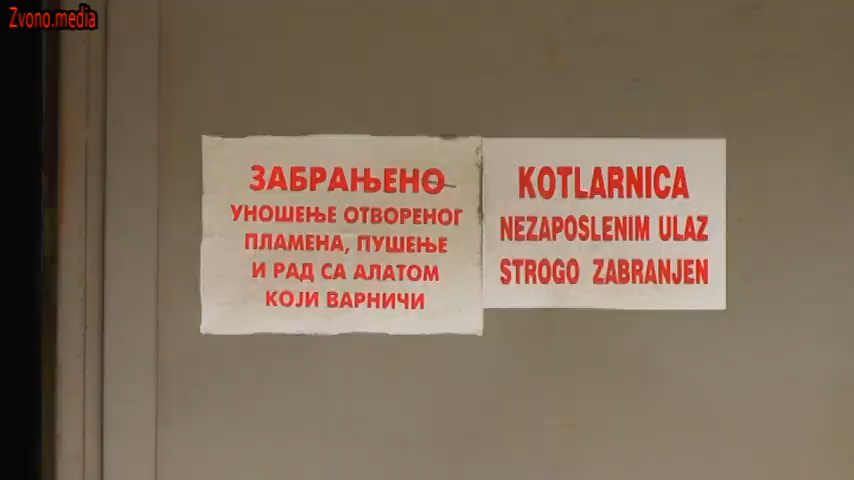 Zvono.media
ЗАБРАЊЕНО
УНОШЕЊЕ ОТВОРЕНОГ
ПЛАМЕНА, ПУШЕЊЕ
И РАД СА АЛАТОМ
КОЈИ ВАРНИЧИ
KOTLARNICA
NEZAPOSLENIM ULAZ
STROGO ZABRANJEN